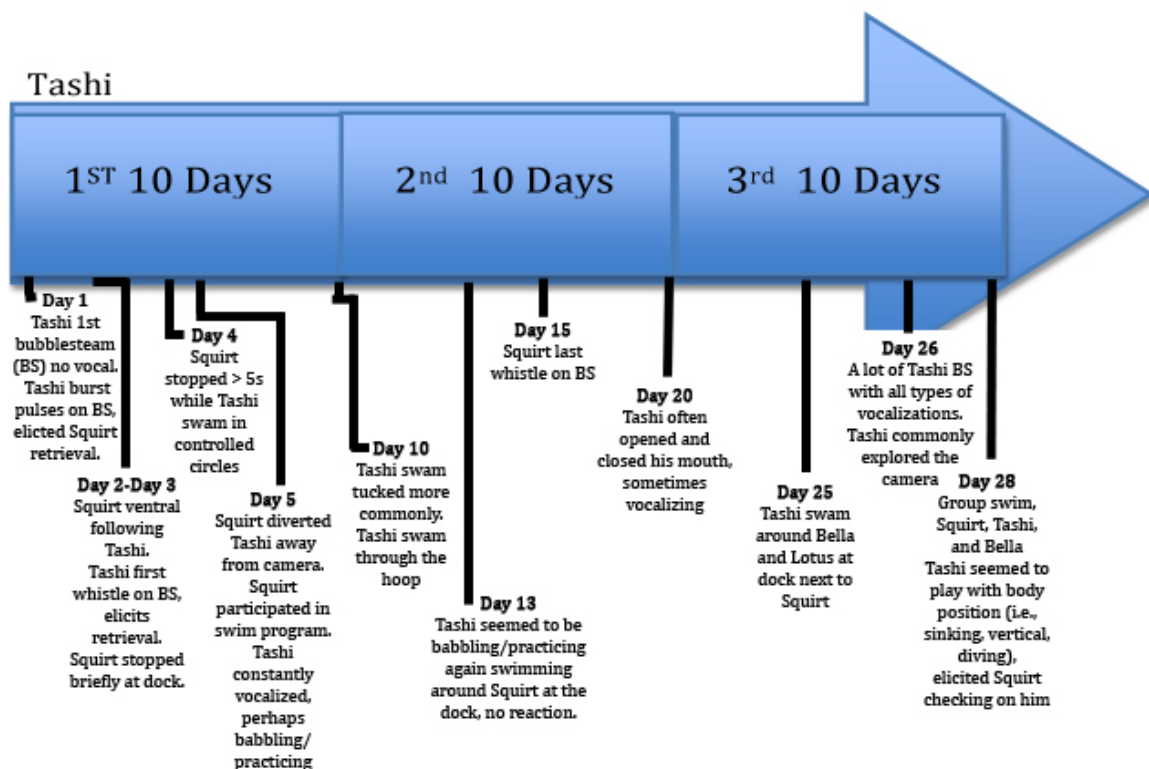 Tashi
1ST 10 Days
2nd 10 Days
3rd 10 Days
Day 1
Tashi 1st
bubblesteam
(BS) no vocal.
Tashi burst
pulses on BS,
elicted Squirt
retrieval.
Day 2-Day 3
Squirt ventral
following
Tashi.
Tashi first
whistle on BS,
elicits
retrieval.
Squirt stopped
briefly at dock.
Day 4
Squirt
stopped > 5s
while Tashi
swam in
controlled
circles
Day 5
Squirt diverted
Tashi away
from camera.
Squirt
participated in
swim program.
Tashi
constantly
vocalized,
perhaps
babbling/
practicing
Day 10
Tashi swam
tucked more
commonly.
Tashi swam
through the
hoop
Day 13
Tashi seemed to be
babbling/practicing
again swimming
around Squirt at the
dock, no reaction.
Day 15
Squirt last
whistle on BS
Day 20
Tashi often
opened and
closed his mouth,
sometimes
vocalizing
Day 25
Tashi swam
around Bella
and Lotus at
dock next to
Squirt
Day 26
A lot of Tashi BS
with all types of
vocalizations.
Tashi commonly
explored the
camera
Day 28
Group swim,
Squirt, Tashi,
and Bella
Tashi seemed to
play with body
position (i.e.,
sinking, vertical,
diving),
elicited Squirt
checking on him